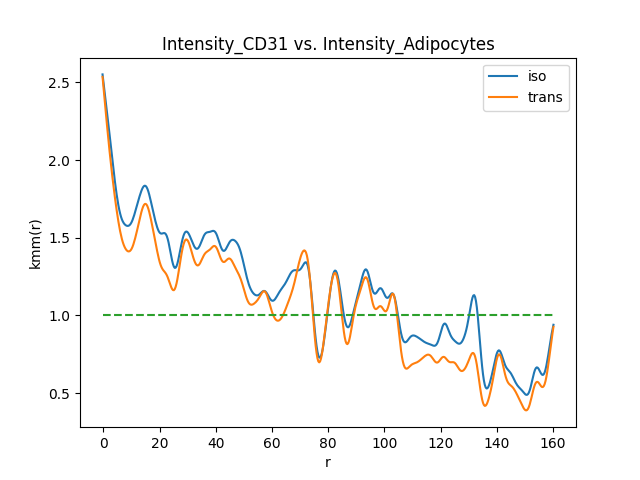 Intensity_CD31 vs. Intensity_Adipocytes
iso
trans
kmm(r)
2.5
2.0
1.5
1.0
0.5
0 20 40 60 80 100 120 140 160
r